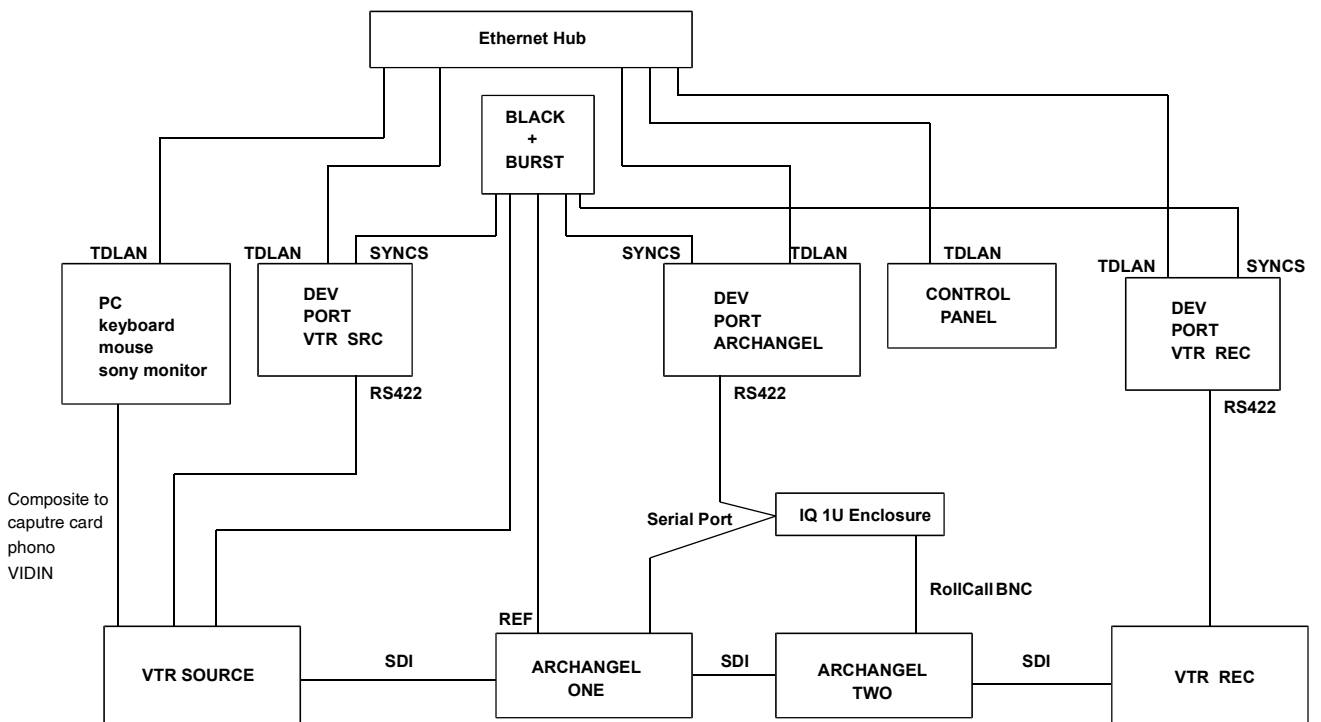 Ethernet Hub
BLACK
+
BURST
TDLAN
TDLAN
SYNCS
SYNCS
TDLAN
TDLAN
TDLAN
SYNCS
PC
keyboard
mouse
sony monitor
DEV
PORT
VTR SRC
DEV
PORT
ARCHANGEL
CONTROL
PANEL
DEV
PORT
VTR REC
RS422
RS422
RS422
Composite to
caputre card
phono
VIDIN
Serial Port
IQ 1U Enclosure
RollCall BNC
REF
VTR SOURCE
SDI
ARCHANGEL
ONE
SDI
ARCHANGEL
TWO
SDI
VTR REC